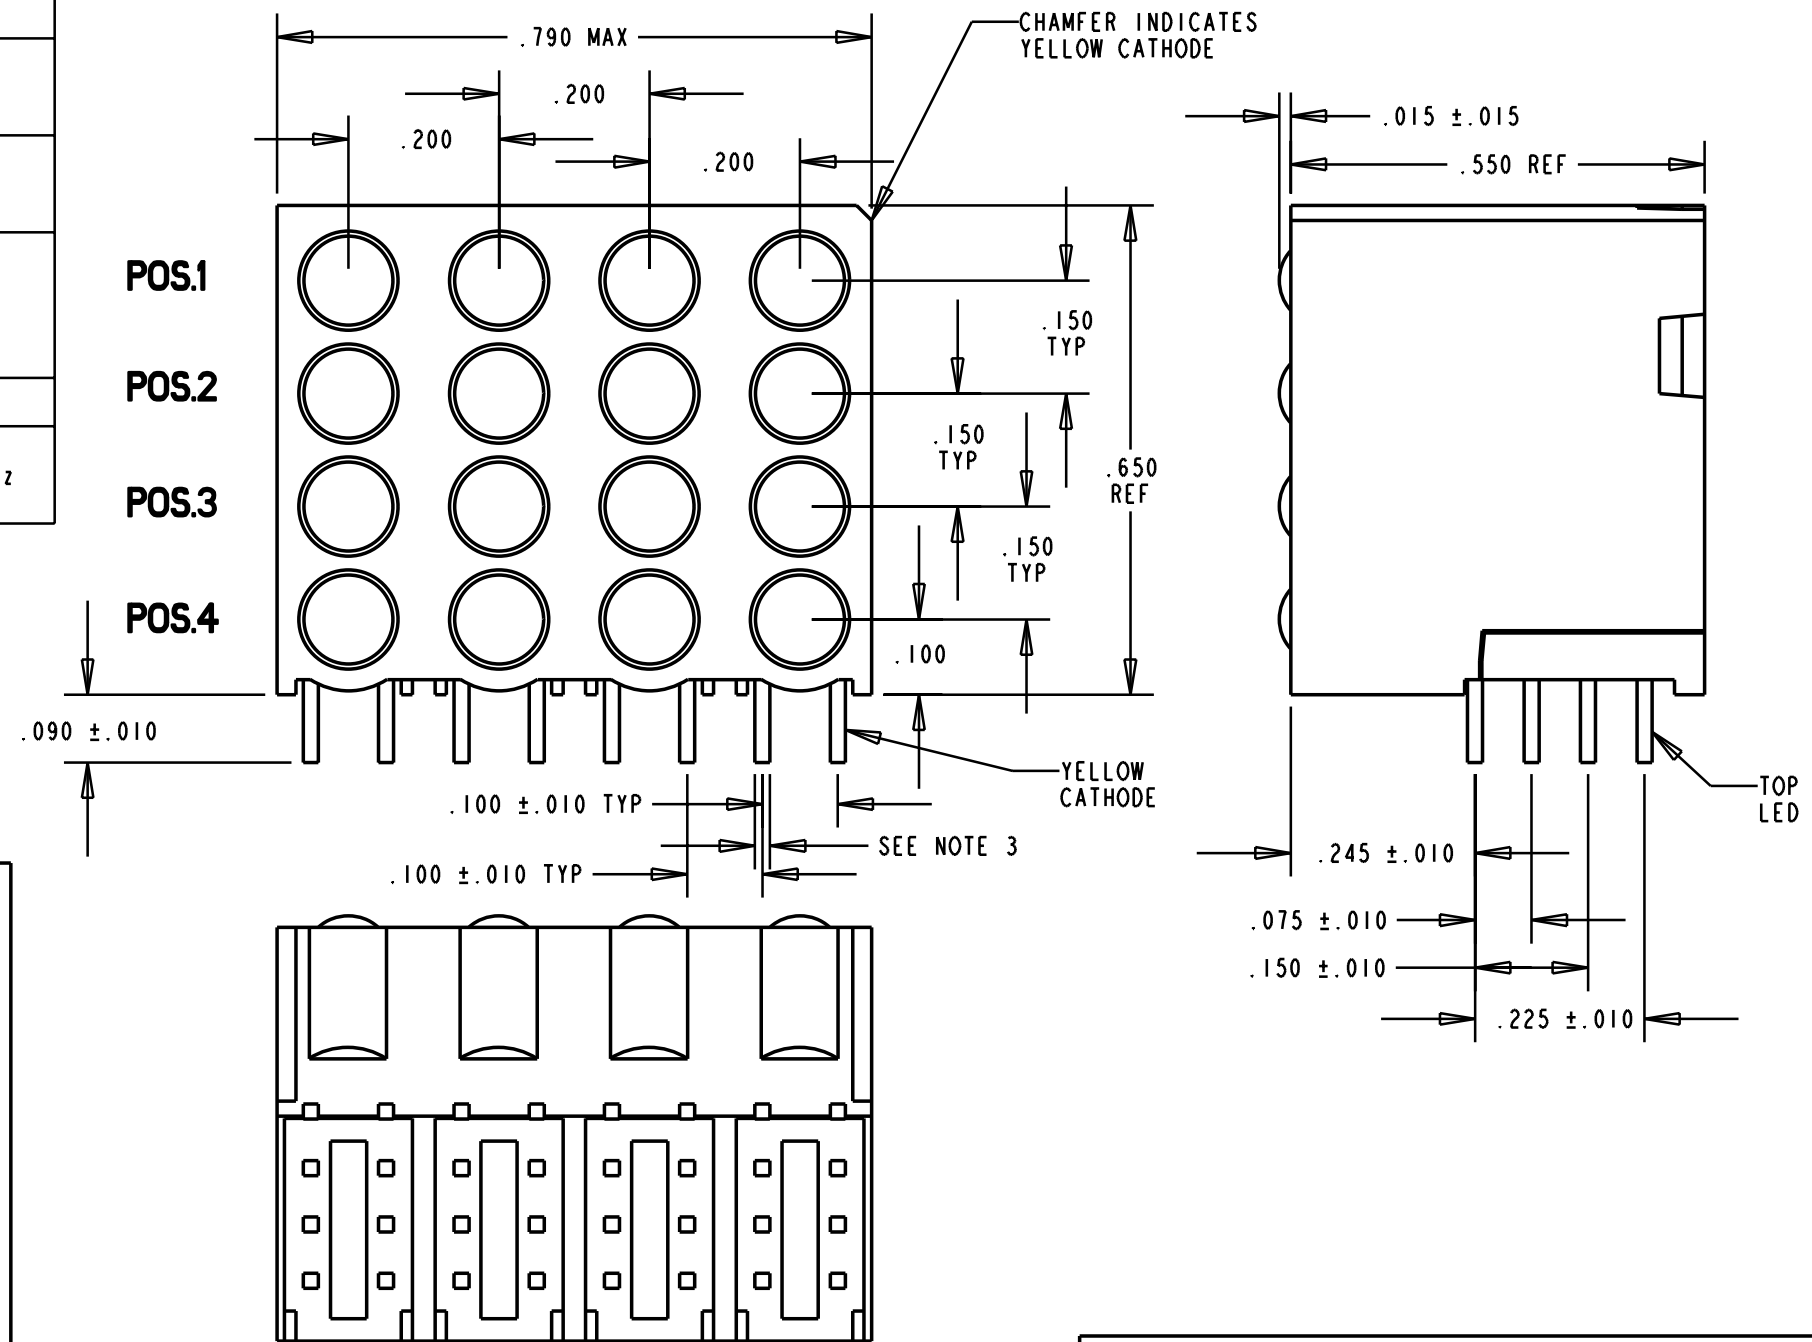 .790 MAX
CHAMFER INDICATES
YELLOW CATHODE
.200
.200
.200
.015 ±.015
.550 REF
POS.1
POS.2
POS.3
POS.4
.150
TYP
.150
TYP
.650
REF
.150
TYP
.100
z
.090 ±.010
YELLOW
CATHODE
.100 ±.010 TYP
SEE NOTE 3
.100 ±.010 TYP
TOP
LED
.245 ±.010
.075 ±.010
.150 ±.010
.225 ±.010